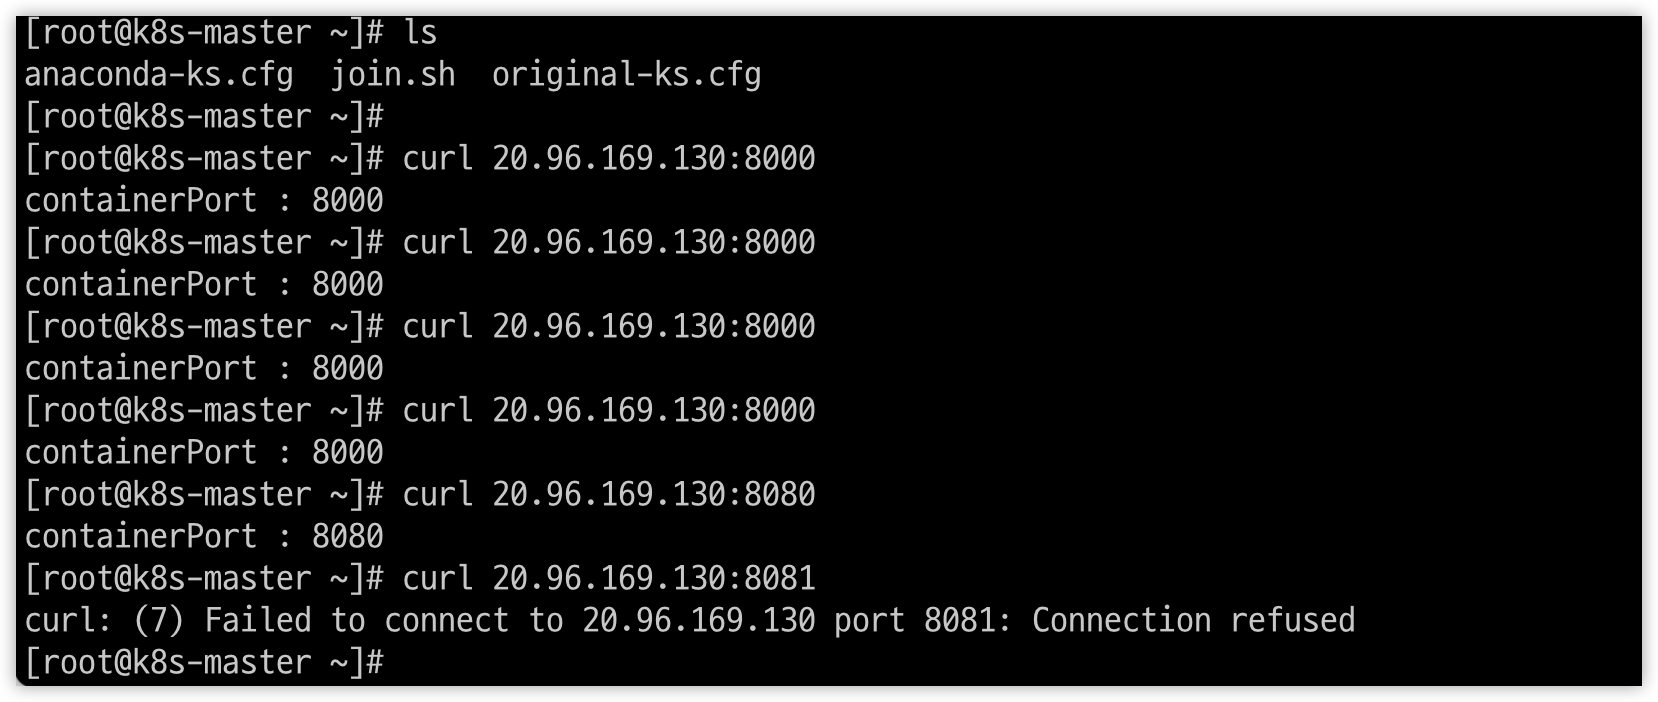 [root@k8s-master ~]# ls
anaconda-ks.cfg  join.sh  original-ks.cfg
[root@k8s-master ~]#
[root@k8s-master ~]# curl 20.96.169.130:8000
containerPort : 8000
[root@k8s-master ~]# curl 20.96.169.130:8000
containerPort : 8000
[root@k8s-master ~]# curl 20.96.169.130:8000
containerPort : 8000
[root@k8s-master ~]# curl 20.96.169.130:8000
containerPort : 8000
[root@k8s-master ~]# curl 20.96.169.130:8080
containerPort : 8080
[root@k8s-master ~]# curl 20.96.169.130:8081
curl: (7) Failed to connect to 20.96.169.130 port 8081: Connection refused
[root@k8s-master ~]#